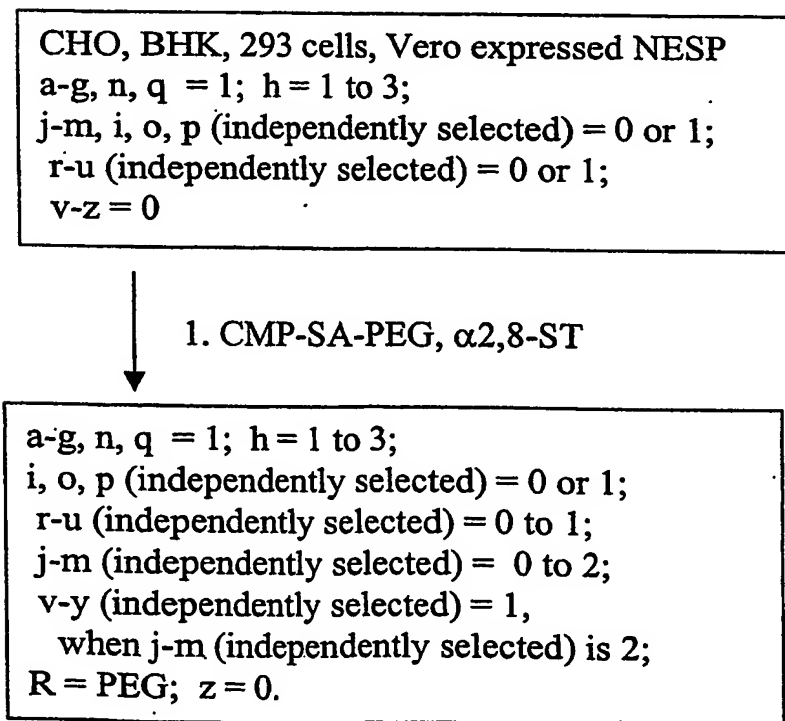 CHO, BHK, 293 cells, Vero expressed NESP
a-g, n, q = 1; h = 1 to 3;
j-m, i, o, p (independently selected) = 0 or 1;
r-u (independently selected) = 0 or 1;
v-z = 0
1. CMP-SA-PEG, α2,8-ST
a-g, n, q = 1; h = 1 to 3;
i, o, p (independently selected) = 0 or 1;
r-u (independently selected) = 0 to 1;
j-m (independently selected) = 0 to 2;
v-y (independently selected) = 1,
when j-m (independently selected) is 2;
R = PEG; z = 0.